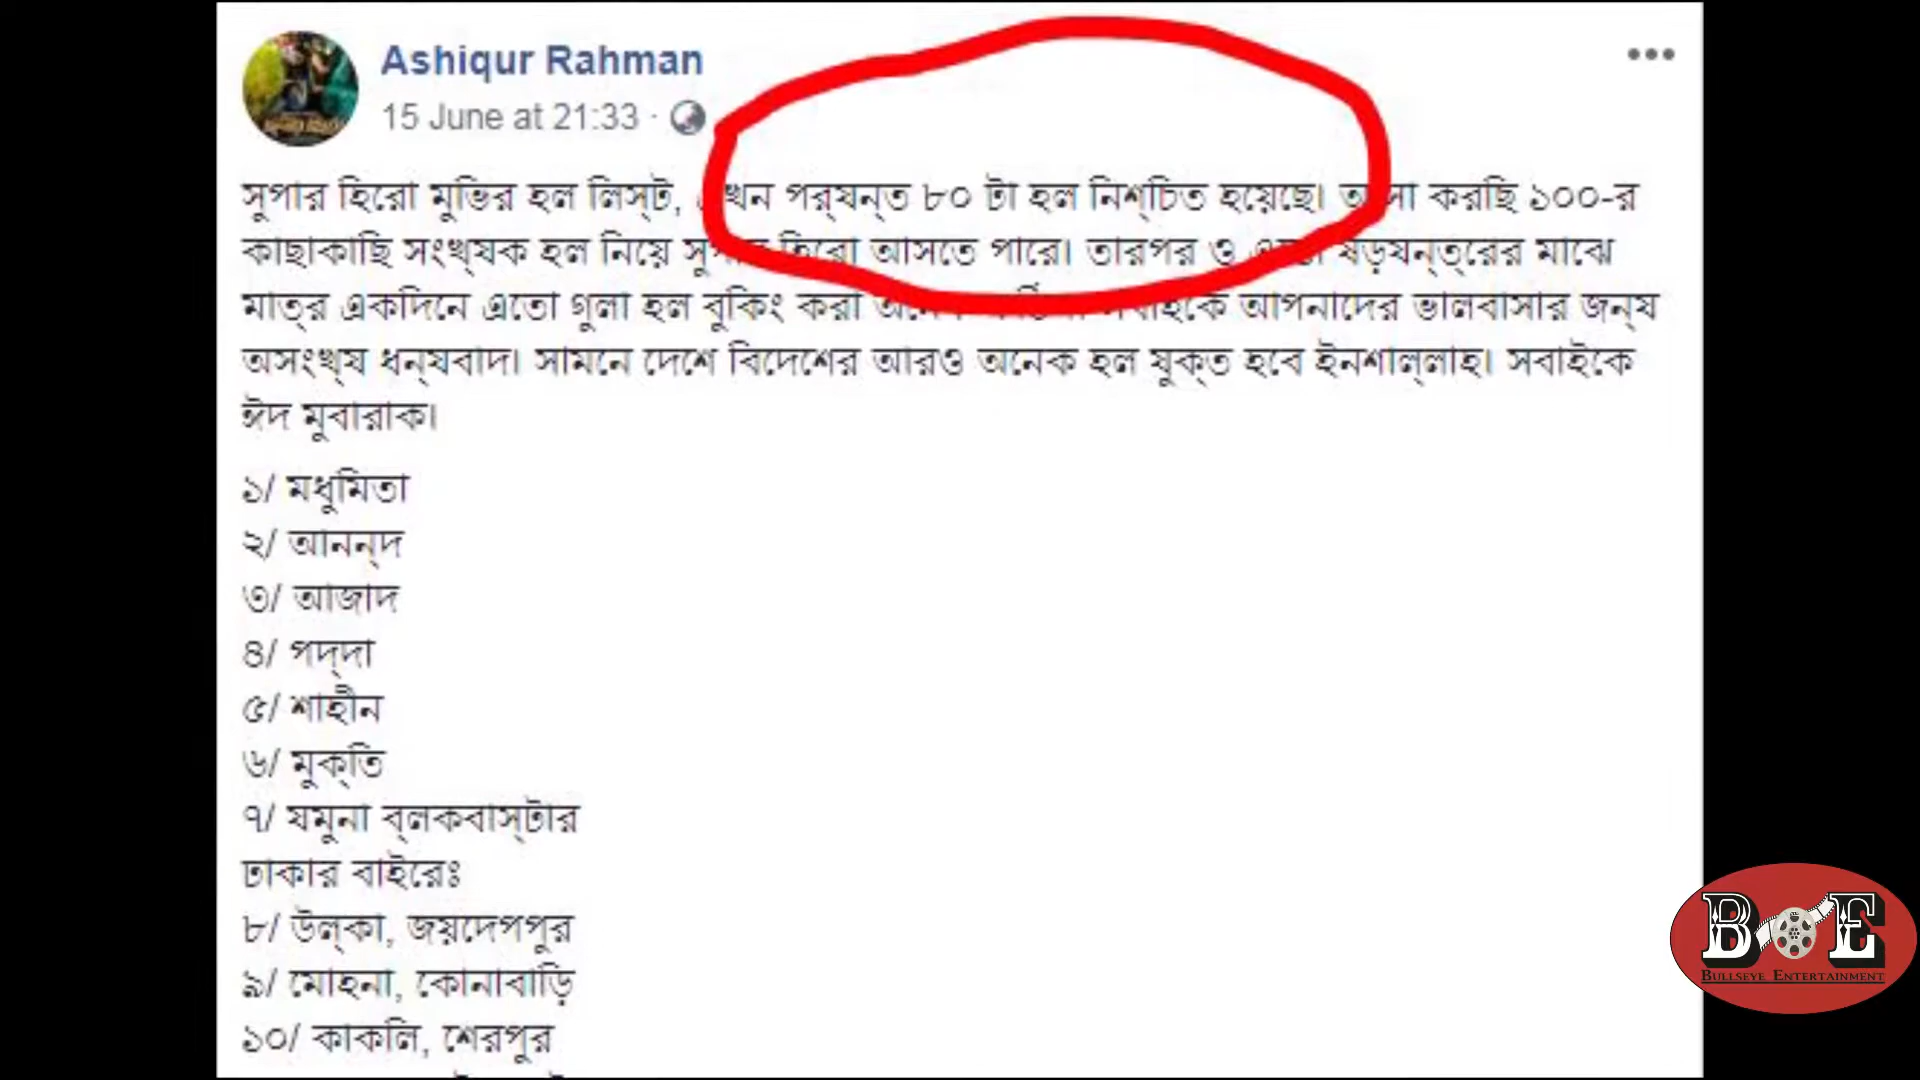 Ashiqur Rahman
15 June at 21:33 ·
সুপার হিরো মুভির হল লিস্ট, পর্যন্ত ৮০ টা হল নিশ্চিত হয়েছে। করছি ১০০-র
কাছাকাছি সংখ্যক হল নিয়ে হিরো আসতে পারে। তারপর ও ষড়যন্ত্রের মাঝে
মাত্র একদিনে এতো গুলা হল বুকিং করা আপনাদের ভালবাসার জন্য
অসংখ্য ধন্যবাদ। সামনে দেশে বিদেশের আরও অনেক হল যুক্ত হবে ইনশাল্লাহ। সবাইকে
ঈদ মুবারাক।
১/ মধুমিতা
২/ আনন্দ
৩/ আজাদ
৪/ পদ্দা
৫/ শাহীন
৬/ মুক্তি
৭/ যমুনা ব্লকবাস্টার
ঢাকার বাইরেঃ
৮/ উল্কা, জয়দেপপুর
৯/ মোহনা, কোনাবাড়ি
১০/ কাকলি, শেরপুর
B E
BULLSEYE ENTERTAINMENT